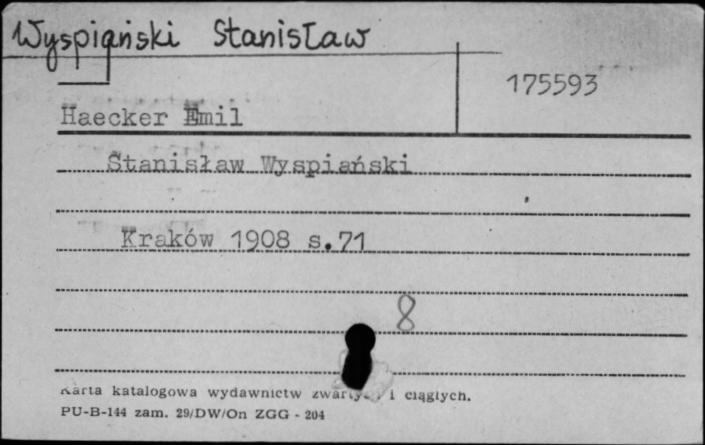 Wyspiański Stanisław
175593
Haecker Emil
Stanisław Wyspiański
Kraków 1908 s.71
8
Karta katalogowa wydawnictw zwartych i ciągłych.
PU-B-144 zam. 29/DW/On ZGG - 204